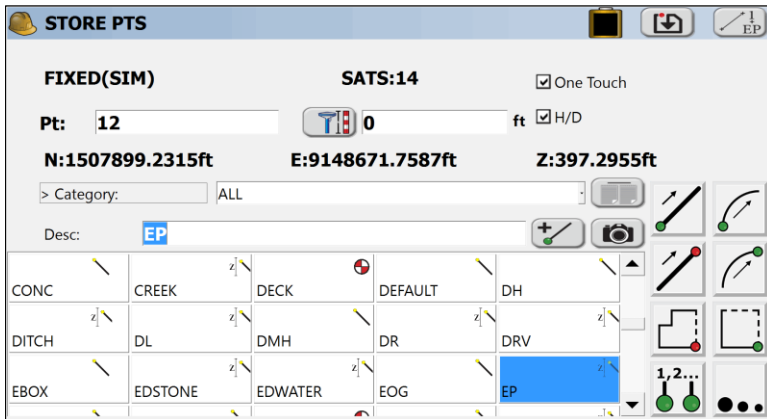 STORE PTS
1
EP
FIXED(SIM) SATS:14 One Touch
Pt: 12 0 ft H/D
N:1507899.2315ft E:9148671.7587ft Z:397.2955ft
> Category: ALL
Desc: EP
CONC z CREEK DECK DEFAULT DH
z DITCH z DL DMH z DR z DRV
EBOX z EDSTONE z EDWATER EOG z EP
1,2...